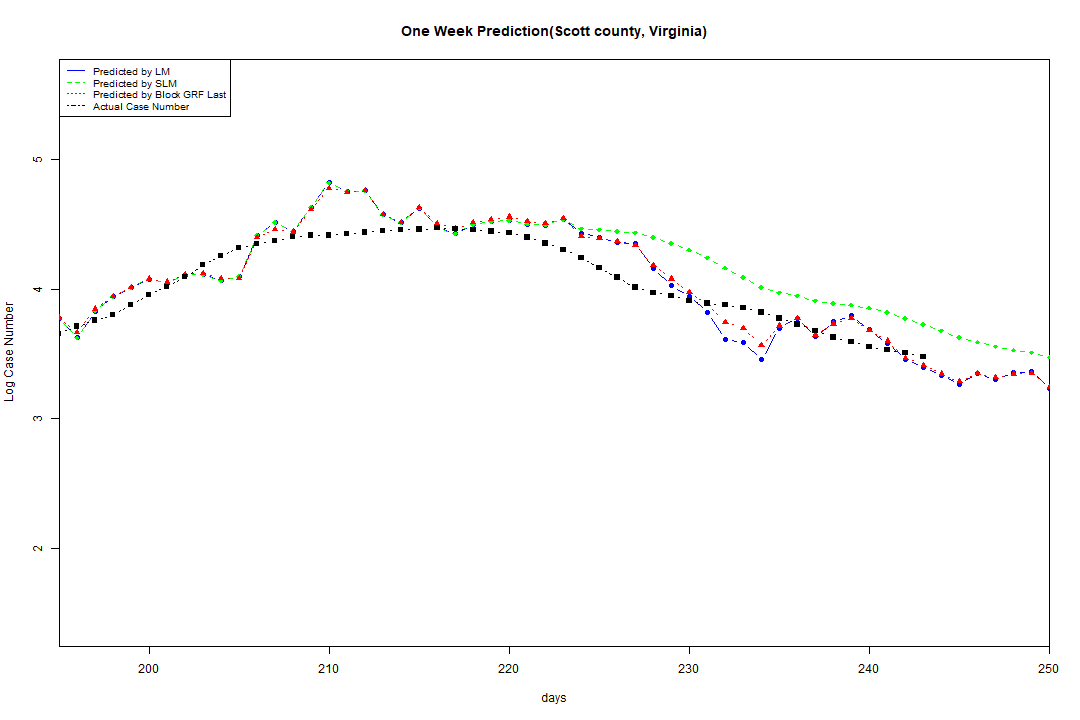 One Week Prediction(Scott county, Virginia)
Predicted by LM
Predicted by SLM
Predicted by Block GRF Last
Actual Case Number
5
4
3
2
Log Case Number
200 210 220 230 240 250
days